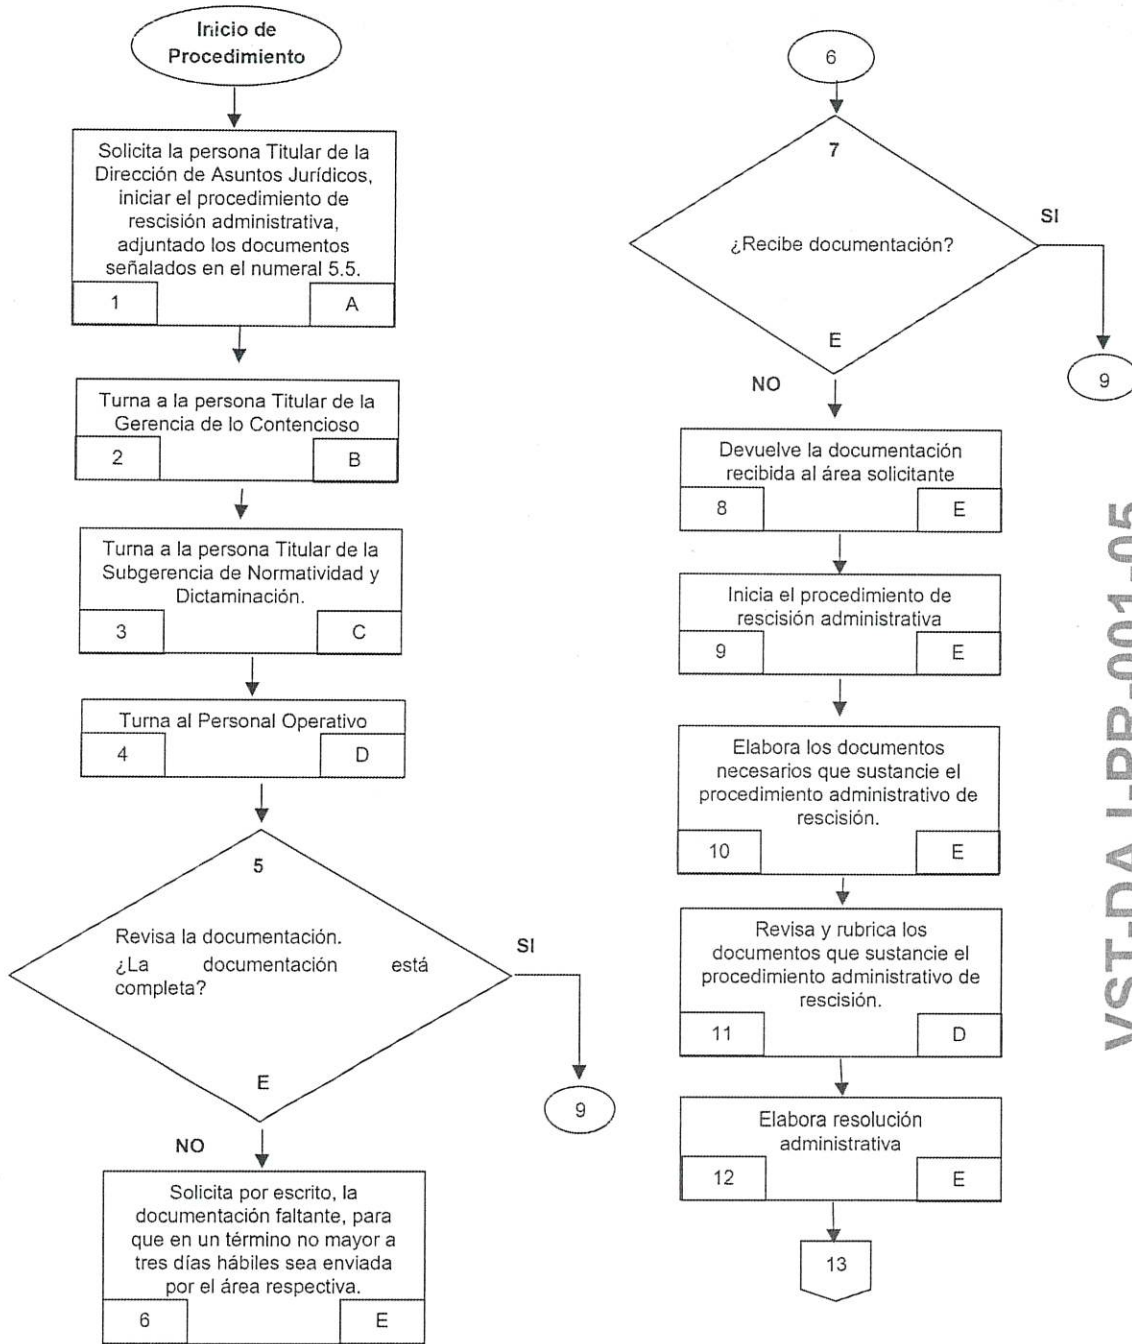 Inicio de
Procedimiento
Solicita la persona Titular de la
Dirección de Asuntos Jurídicos,
iniciar el procedimiento de
rescisión administrativa,
adjuntado los documentos
señalados en el numeral 5.5.
1
A
Turna a la persona Titular de la
Gerencia de lo Contencioso
2
B
Turna a la persona Titular de la
Subgerencia de Normatividad y
Dictaminación.
3
C
Turna al Personal Operativo
4
D
5
Revisa la documentación.
¿La documentación está
completa?
E
SI
9
NO
Solicita por escrito, la
documentación faltante, para
que en un término no mayor a
tres días hábiles sea enviada
por el área respectiva.
6
E
6
7
¿Recibe documentación?
E
SI
9
NO
Devuelve la documentación
recibida al área solicitante
8
E
Inicia el procedimiento de
rescisión administrativa
9
E
Elabora los documentos
necesarios que sustancie el
procedimiento administrativo de
rescisión.
10
E
Revisa y rubrica los
documentos que sustancie el
procedimiento administrativo de
rescisión.
11
D
Elabora resolución
administrativa
12
E
13
VST-DAJ-PR-001-05